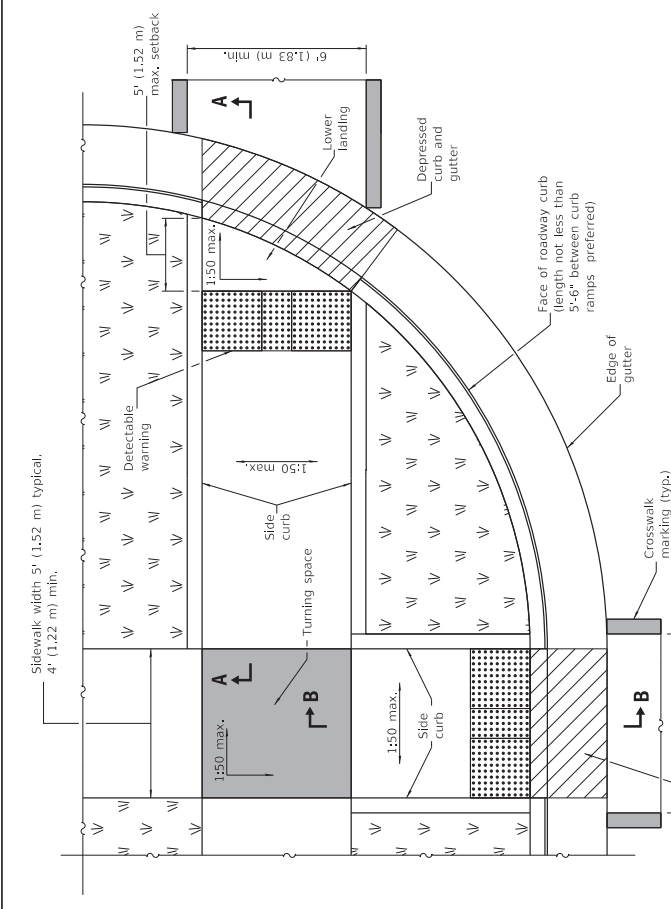 Sidewalk width 5' (1.52 m) typical,
4' (1.22 m) min.
5' (1.52 m)
max. setback
6' (1.83 m) min.
A
Lower
landing
1:50 max.
Depressed
curb and
gutter
Detectable
warning
1:50 max.
Side
curb
Face of roadway curb
(length not less than
5'-6" between curb
ramps preferred)
Edge of
gutter
Turning space
A
B
1:50 max.
1:50 max.
Side
curb
B
Crosswalk
marking (typ.)